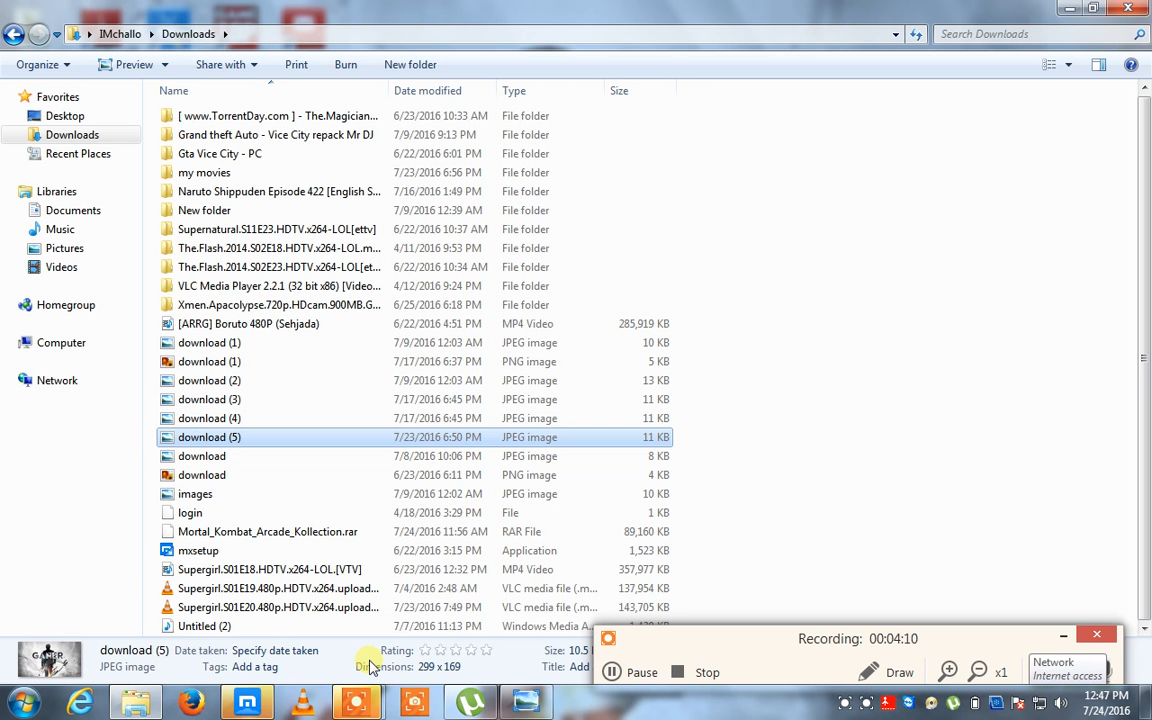 IMchallo Downloads Search Downloads
Organize Preview Share with Print Burn New folder
Name Date modified Type Size
Favorites
Desktop
Downloads
Recent Places
Libraries
Documents
Music
Pictures
Videos
Homegroup
Computer
Network
[ www.TorrentDay.com ] - The.Magician... 6/23/2016 10:33 AM File folder
Grand theft Auto - Vice City repack Mr DJ 7/9/2016 9:13 PM File folder
Gta Vice City - PC 6/22/2016 6:01 PM File folder
my movies 7/23/2016 6:56 PM File folder
Naruto Shippuden Episode 422 [English S... 7/16/2016 1:49 PM File folder
New folder 7/9/2016 12:39 AM File folder
Supernatural.S11E23.HDTV.x264-LOL[ettv] 6/22/2016 10:37 AM File folder
The.Flash.2014.S02E18.HDTV.x264-LOL.m... 4/11/2016 9:53 PM File folder
The.Flash.2014.S02E23.HDTV.x264-LOL[et... 6/22/2016 10:34 AM File folder
VLC Media Player 2.2.1 (32 bit x86) [Video... 4/12/2016 9:24 PM File folder
Xmen.Apacolypse.720p.HDcam.900MB.G... 6/25/2016 6:18 PM File folder
[ARRG] Boruto 480P (Sehjada) 6/22/2016 4:51 PM MP4 Video 285,919 KB
download (1) 7/9/2016 12:03 AM JPEG image 10 KB
download (1) 7/17/2016 6:37 PM PNG image 5 KB
download (2) 7/9/2016 12:03 AM JPEG image 13 KB
download (3) 7/17/2016 6:45 PM JPEG image 11 KB
download (4) 7/17/2016 6:45 PM JPEG image 11 KB
download (5) 7/23/2016 6:50 PM JPEG image 11 KB
download 7/8/2016 10:06 PM JPEG image 8 KB
download 6/23/2016 6:11 PM PNG image 4 KB
images 7/9/2016 12:02 AM JPEG image 10 KB
login 4/18/2016 3:29 PM File 1 KB
Mortal_Kombat_Arcade_Kollection.rar 7/24/2016 11:56 AM RAR File 89,160 KB
mxsetup 6/22/2016 3:15 PM Application 1,523 KB
Supergirl.S01E18.HDTV.x264-LOL.[VTV] 6/23/2016 12:32 PM MP4 Video 357,977 KB
Supergirl.S01E19.480p.HDTV.x264.upload... 7/4/2016 2:48 AM VLC media file (.m... 137,954 KB
Supergirl.S01E20.480p.HDTV.x264.upload... 7/23/2016 7:49 PM VLC media file (.m... 143,705 KB
Untitled (2) 7/7/2016 11:13 PM Windows Media A...
download (5) Date taken: Specify date taken Rating: Size: 10.5
JPEG image Tags: Add a tag Dimensions: 299 x 169 Title: Add
GAMER
Recording: 00:04:10
Pause Stop Draw x1
Network
Internet access
12:47 PM
7/24/2016